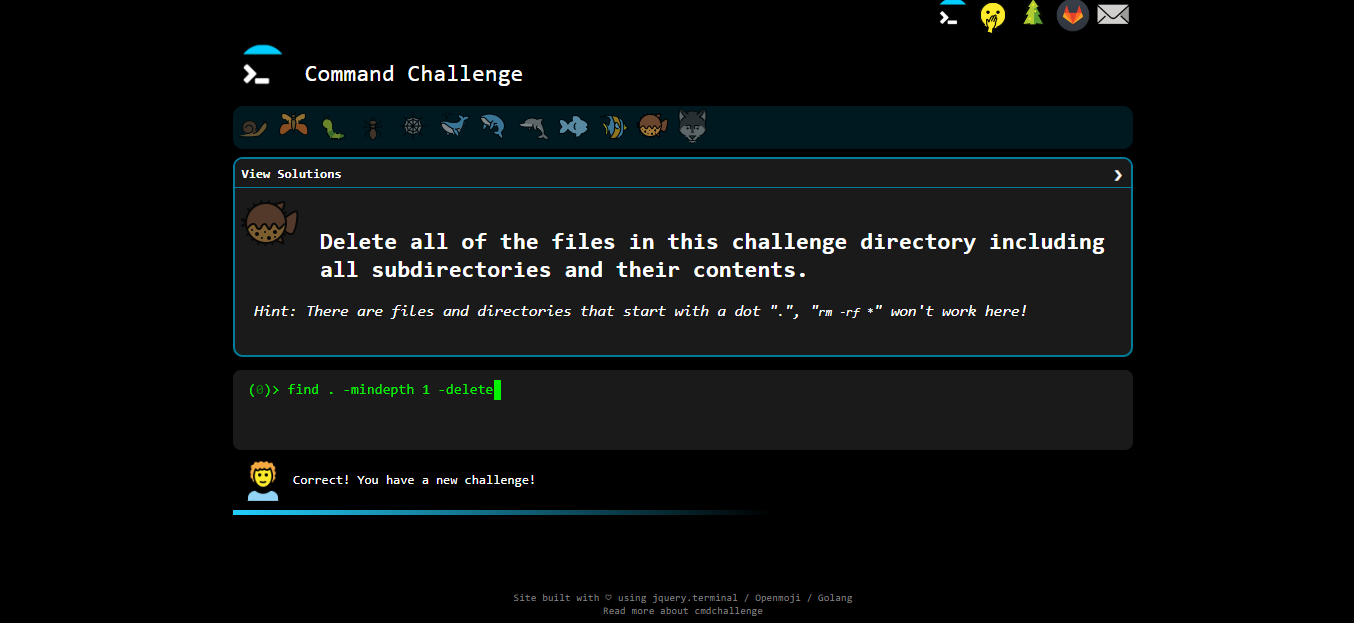 Command Challenge
View Solutions
Delete all of the files in this challenge directory including
all subdirectories and their contents.
Hint: There are files and directories that start with a dot ".", "rm -rf *" won't work here!
(0)> find . -mindepth 1 -delete
Correct! You have a new challenge!
Site built with ♡ using jquery.terminal / Openmoji / Golang
Read more about cmdchallenge